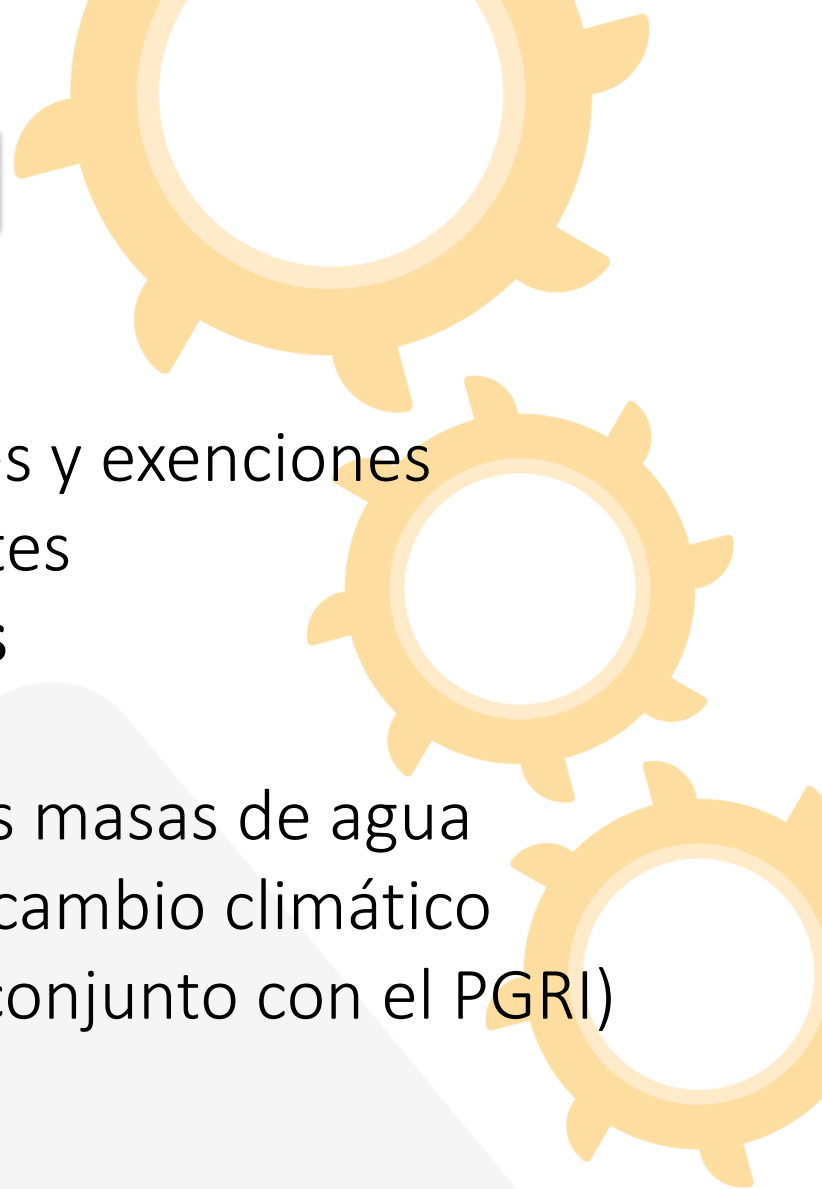 s y exenciones
tes
s
s masas de agua
cambio climático
conjunto con el PGRI)